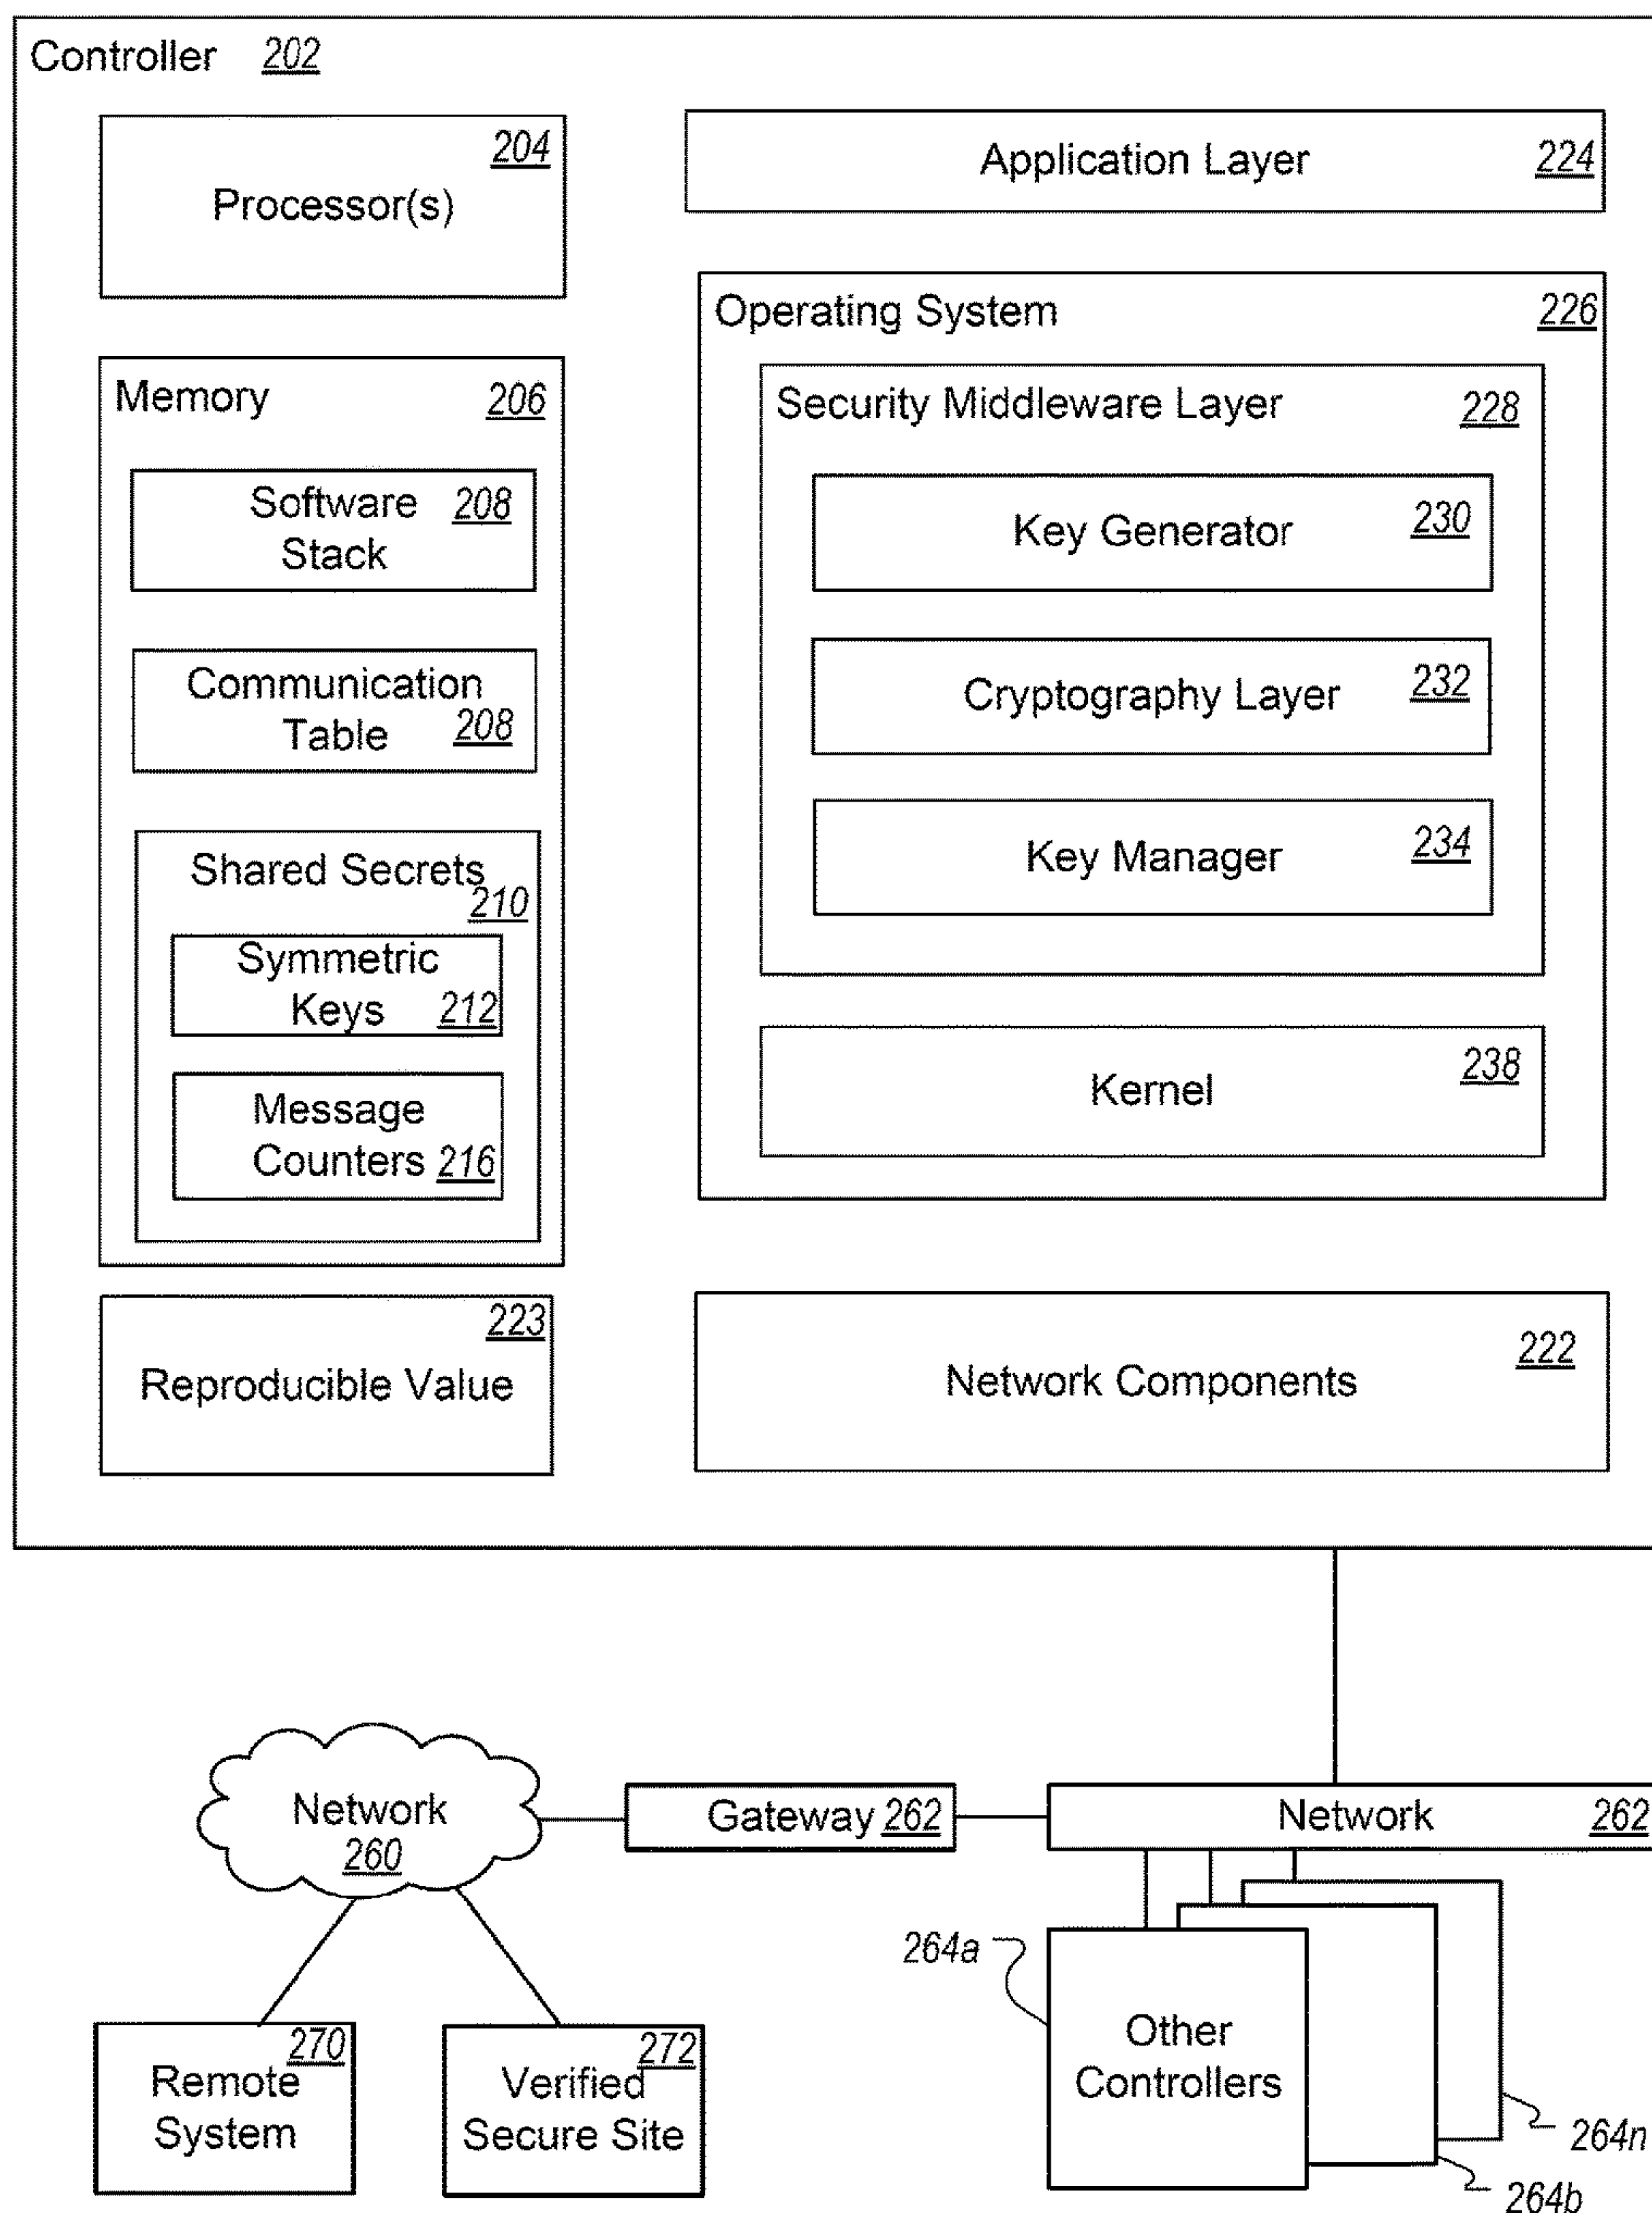 Controller 202
204
Processor(s)
Application Layer 224
Operating System 226
Memory 206
Security Middleware Layer 228
Software 208
Stack
Key Generator 230
Communication
Table 208
Cryptography Layer 232
Shared Secrets
210
Key Manager 234
Symmetric
Keys 212
Kernel 238
Message
Counters 216
223
Reproducible Value
Network Components 222
Network
260
Gateway 262
Network 262
264a
270
Remote
System
272
Verified
Secure Site
Other
Controllers
264n
264b